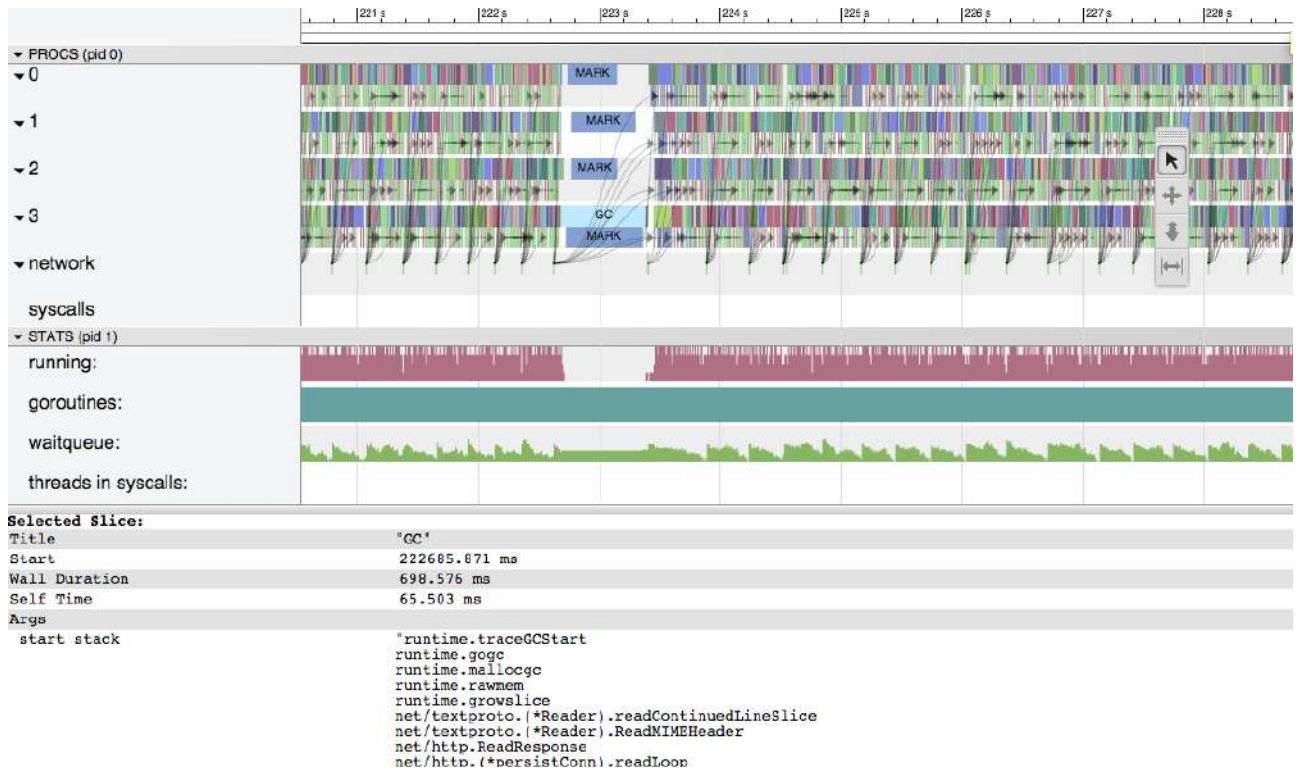 221 s 222 s 223 s 224 s 225 s 226 s 227 s 228 s
PROCS (pid 0)
0
MARK
1
MARK
2
MARK
3
GC
MARK
network
syscalls
STATS (pid 1)
running:
goroutines:
waitqueue:
threads in syscalls:
Selected Slice:
Title "GC"
Start 222685.871 ms
Wall Duration 698.576 ms
Self Time 65.503 ms
Args
start stack "runtime.traceGCStart
runtime.gogc
runtime.mallocgc
runtime.rawmem
runtime.growslice
net/textproto.(*Reader).readContinuedLineSlice
net/textproto.(*Reader).ReadMIMEHeader
net/http.ReadResponse
net/http.(*persistConn).readLoop